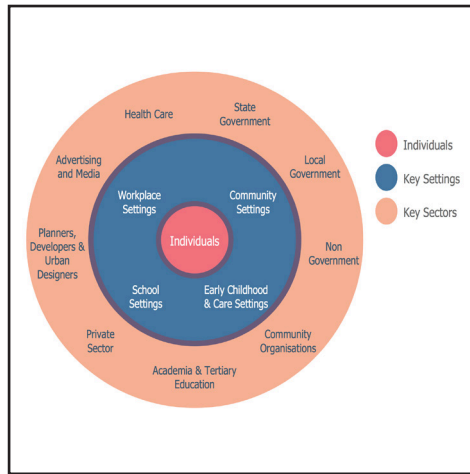 Health Care
State
Government
Advertising
and Media
Local
Government
Workplace
Settings
Community
Settings
Individuals
Planners,
Developers &
Urban
Designers
Non
Government
School
Settings
Early Childhood
& Care Settings
Private
Sector
Community
Organisations
Academia & Tertiary
Education
Individuals
Key Settings
Key Sectors